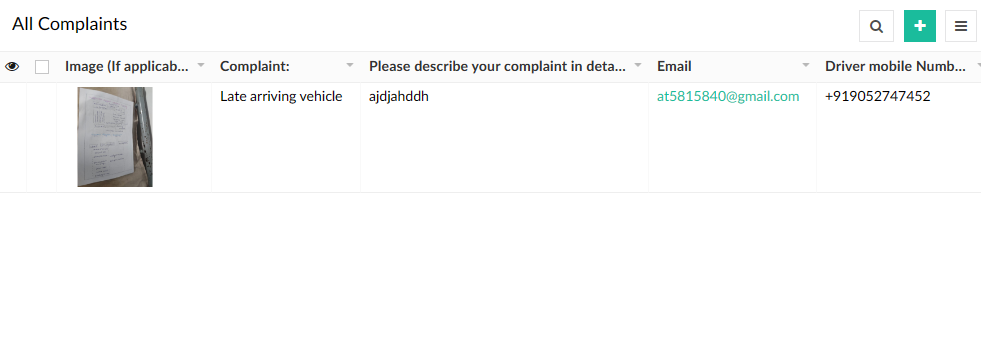 All Complaints
Image (If applicab... Complaint: Please describe your complaint in deta... Email Driver mobile Numb...
Late arriving vehicle ajdjahddh at5815840@gmail.com +919052747452